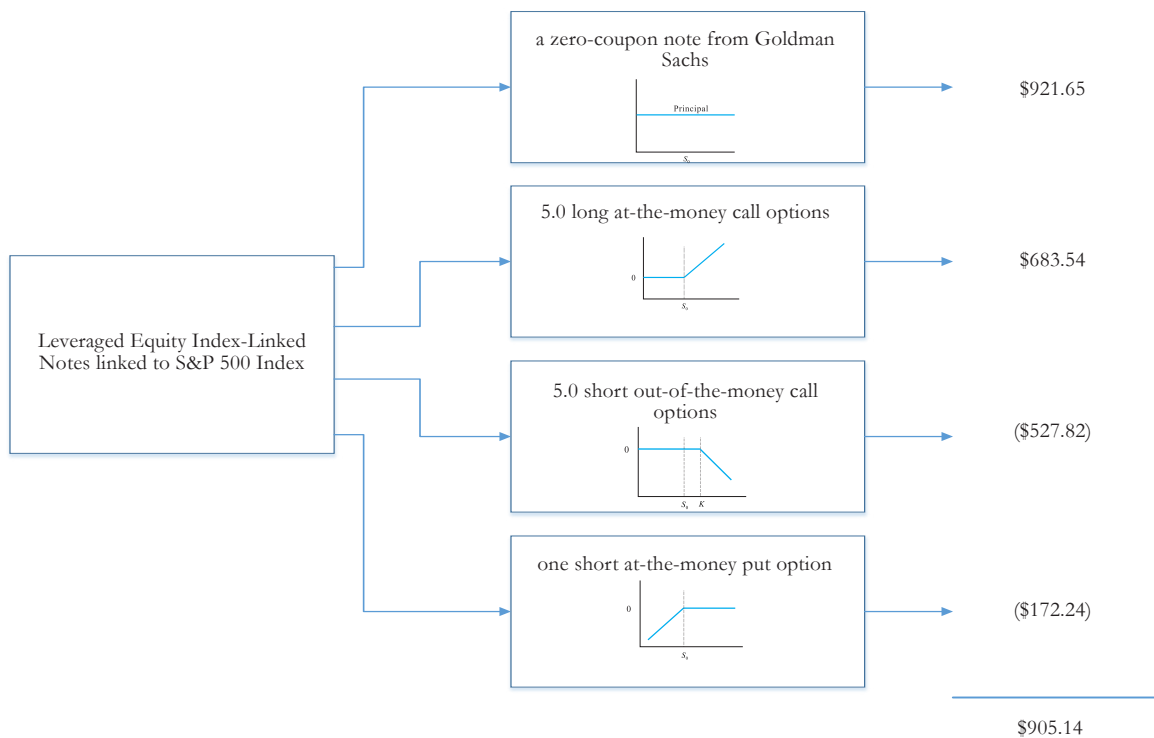 a zero-coupon note from Goldman
Sachs
Principal
S₀
$921.65
5.0 long at-the-money call options
0
S₀
$683.54
Leveraged Equity Index-Linked
Notes linked to S&P 500 Index
5.0 short out-of-the-money call
options
0
S₀ K
($527.82)
one short at-the-money put option
0
S₀
($172.24)
$905.14